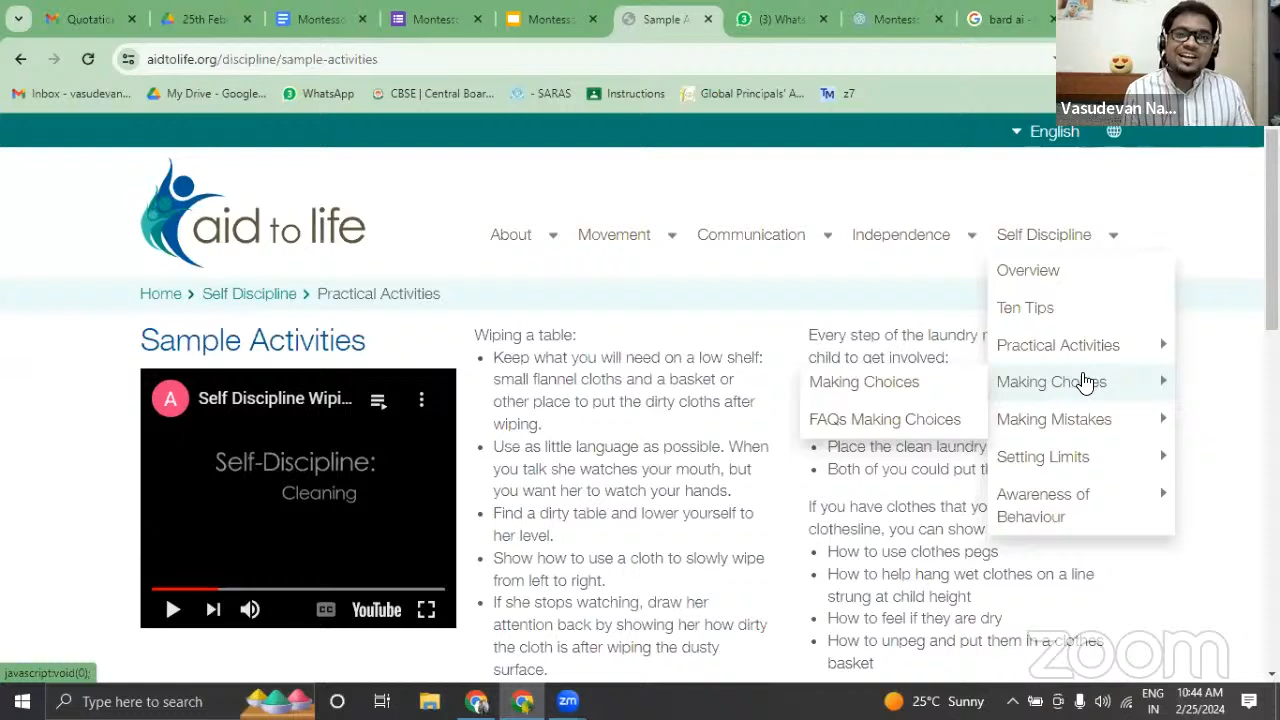 Quotatic
25th Feb
Montesso
Montess
Montess
Sample A
(3) Whats
Montess
bard ai -
aidtolife.org/discipline/sample-activities
Inbox - vasudevan...
My Drive - Google...
WhatsApp
CBSE | Central Boar...
- SARAS
Instructions
Global Principals' A...
TM z7
Vasudevan Na...
English
aid to life
About
Movement
Communication
Independence
Self Discipline
Home > Self Discipline > Practical Activities
Overview
Ten Tips
Practical Activities
Making Choices
Making Mistakes
Setting Limits
Awareness of
Behaviour
Making Choices
FAQs Making Choices
Sample Activities
A
Self Discipline Wipi...
Self-Discipline:
Cleaning
CC
YouTube
Wiping a table:
• Keep what you will need on a low shelf:
small flannel cloths and a basket or
other place to put the dirty cloths after
wiping.
• Use as little language as possible. When
you talk she watches your mouth, but
you want her to watch your hands.
• Find a dirty table and lower yourself to
her level.
• Show how to use a cloth to slowly wipe
from left to right.
• If she stops watching, draw her
attention back by showing her how dirty
the cloth is after wiping the dusty
surface.
Every step of the laundry
child to get involved:
• Place the clean laundry
• Both of you could put
If you have clothes that
clothesline, you can show
• How to use clothes pegs
• How to help hang wet clothes on a line
strung at child height
• How to feel if they are dry
• How to unpeg and put them in a clothes
basket
zoom
javascript:void(0);
Type here to search
25°C Sunny
ENG
IN
10:44 AM
2/25/2024